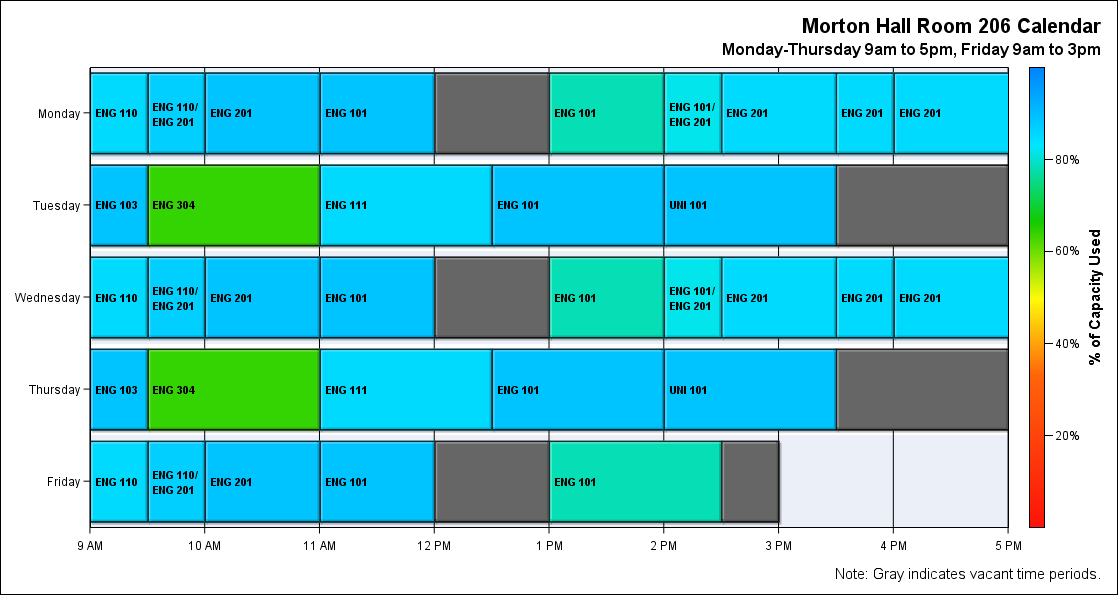 Morton Hall Room 206 Calendar
Monday-Thursday 9am to 5pm, Friday 9am to 3pm
Monday
ENG 110
ENG 110/
ENG 201
ENG 201
ENG 101
ENG 101
ENG 101/
ENG 201
ENG 201
ENG 201
ENG 201
Tuesday
ENG 103
ENG 304
ENG 111
ENG 101
UNI 101
Wednesday
ENG 110
ENG 110/
ENG 201
ENG 201
ENG 101
ENG 101
ENG 101/
ENG 201
ENG 201
ENG 201
ENG 201
Thursday
ENG 103
ENG 304
ENG 111
ENG 101
UNI 101
Friday
ENG 110
ENG 110/
ENG 201
ENG 201
ENG 101
ENG 101
9 AM
10 AM
11 AM
12 PM
1 PM
2 PM
3 PM
4 PM
5 PM
80%
60%
40%
20%
% of Capacity Used
Note: Gray indicates vacant time periods.